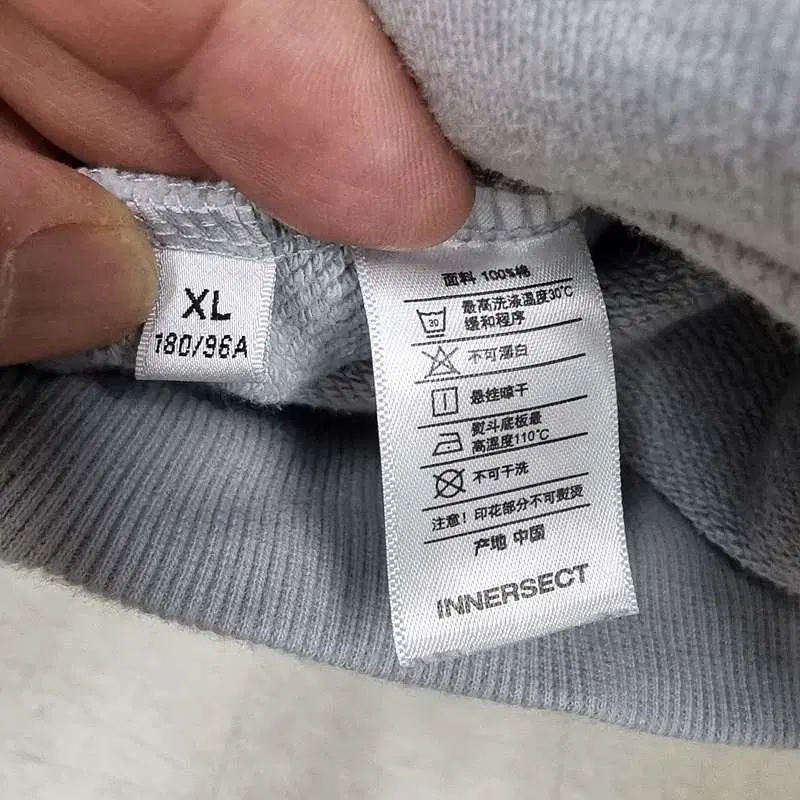 XL
180/96A
面料 100%棉
30
最高洗涤温度30°C
缓和程序
不可漂白
悬挂晾干
熨斗底板最
高温度110°C
不可干洗
注意！印花部分不可熨烫
产地 中国
INNERSECT